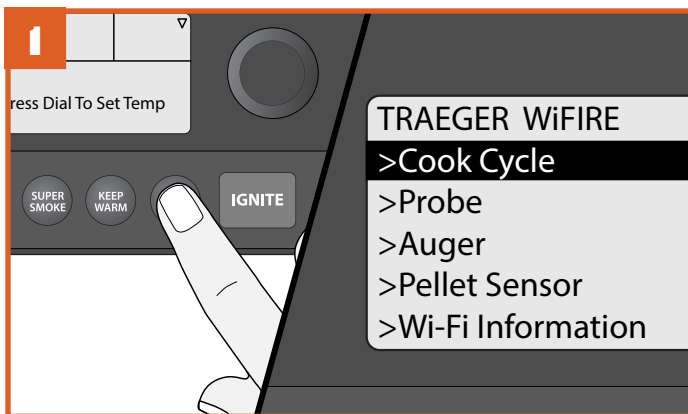 1
ress Dial To Set Temp
SUPER
SMOKE
KEEP
WARM
IGNITE
TRAEGER WiFIRE
>Cook Cycle
>Probe
>Auger
>Pellet Sensor
>Wi-Fi Information